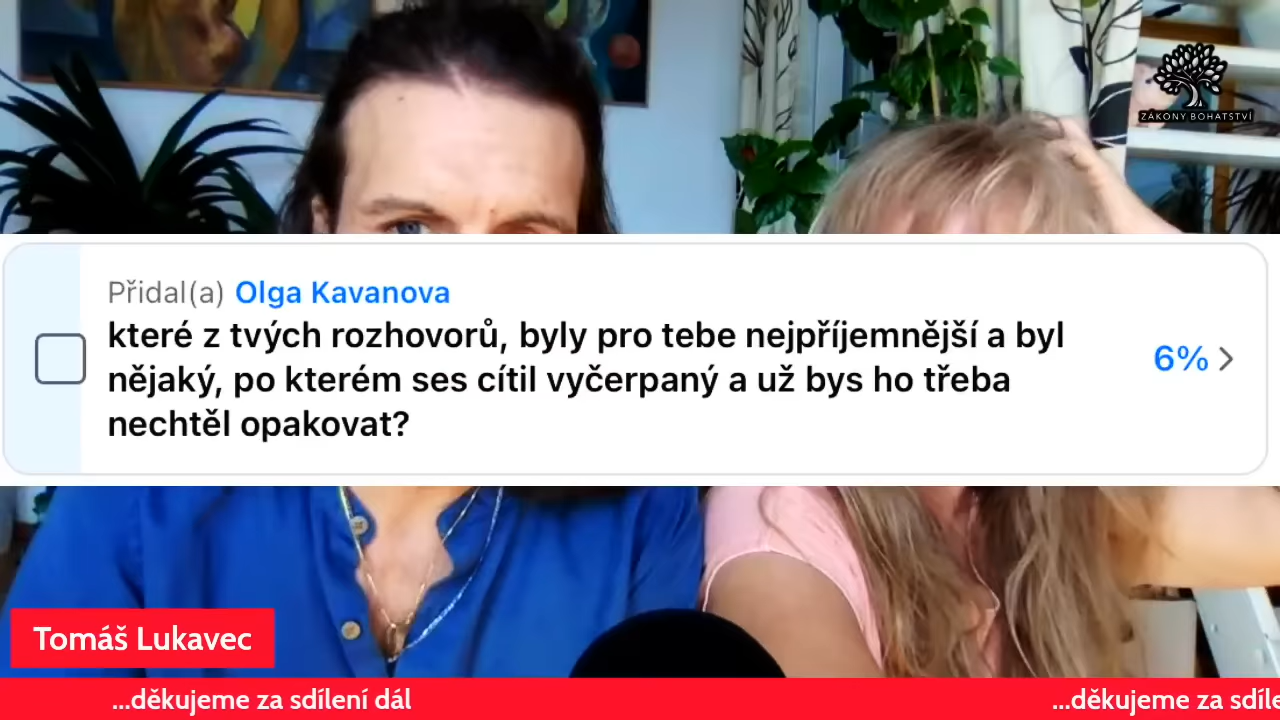 ZÁKONY BOHATSTVÍ
Přidal(a) Olga Kavanova
které z tvých rozhovorů, byly pro tebe nejpříjemnější a byl
nějaký, po kterém ses cítil vyčerpaný a už bys ho třeba
nechtěl opakovat?
6%
Tomáš Lukavec
...děkujeme za sdílení dál
...děkujeme za sdíle